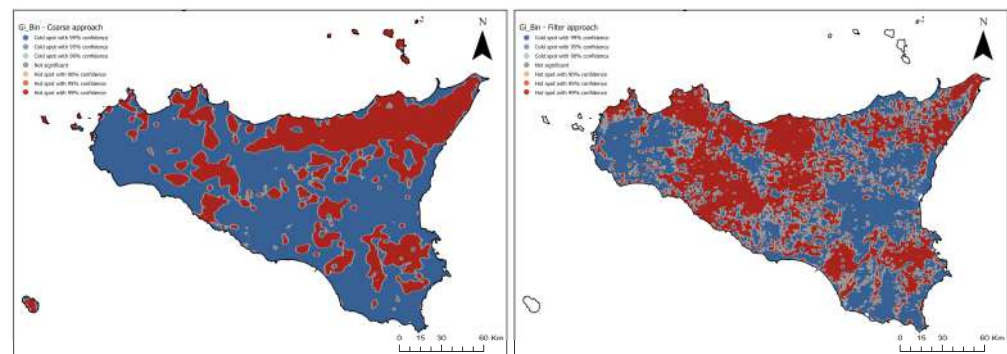 Gi_Bin - Coarse approach
Cold spot with 99% confidence
Cold spot with 95% confidence
Cold spot with 90% confidence
Not significant
Hot spot with 90% confidence
Hot spot with 95% confidence
Hot spot with 99% confidence
N
0 15 30 60 Km
Gi_Bin - Filter approach
Cold spot with 99% confidence
Cold spot with 95% confidence
Cold spot with 90% confidence
Not significant
Hot spot with 90% confidence
Hot spot with 95% confidence
Hot spot with 99% confidence
N
0 15 30 60 Km